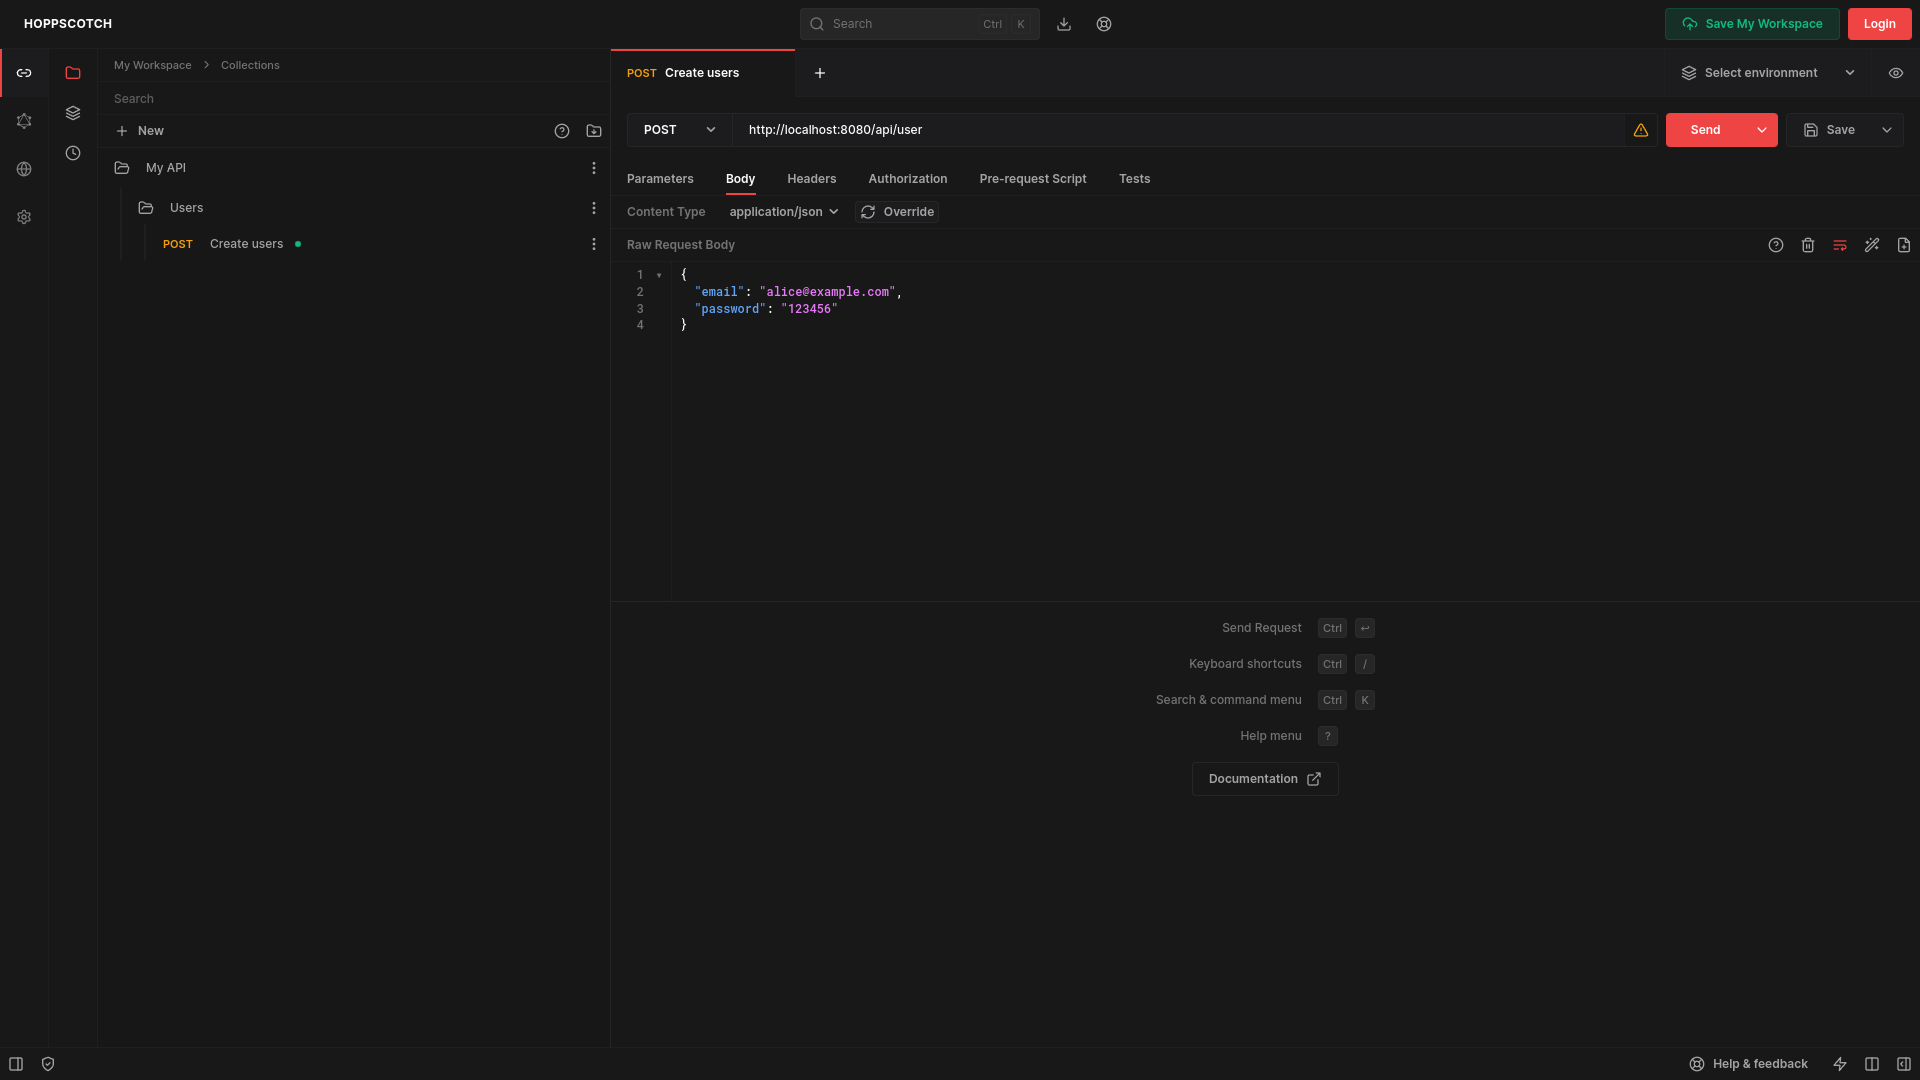 HOPPSCOTCH
Search Ctrl K
Save My Workspace
Login
My Workspace > Collections
Search
New
My API
Users
POST Create users
POST Create users
Select environment
POST http://localhost:8080/api/user
Send
Save
Parameters Body Headers Authorization Pre-request Script Tests
Content Type application/json Override
Raw Request Body
1 {
2 "email": "alice@example.com",
3 "password": "123456"
4 }
Send Request Ctrl ↩
Keyboard shortcuts Ctrl /
Search & command menu Ctrl K
Help menu ?
Documentation
Help & feedback